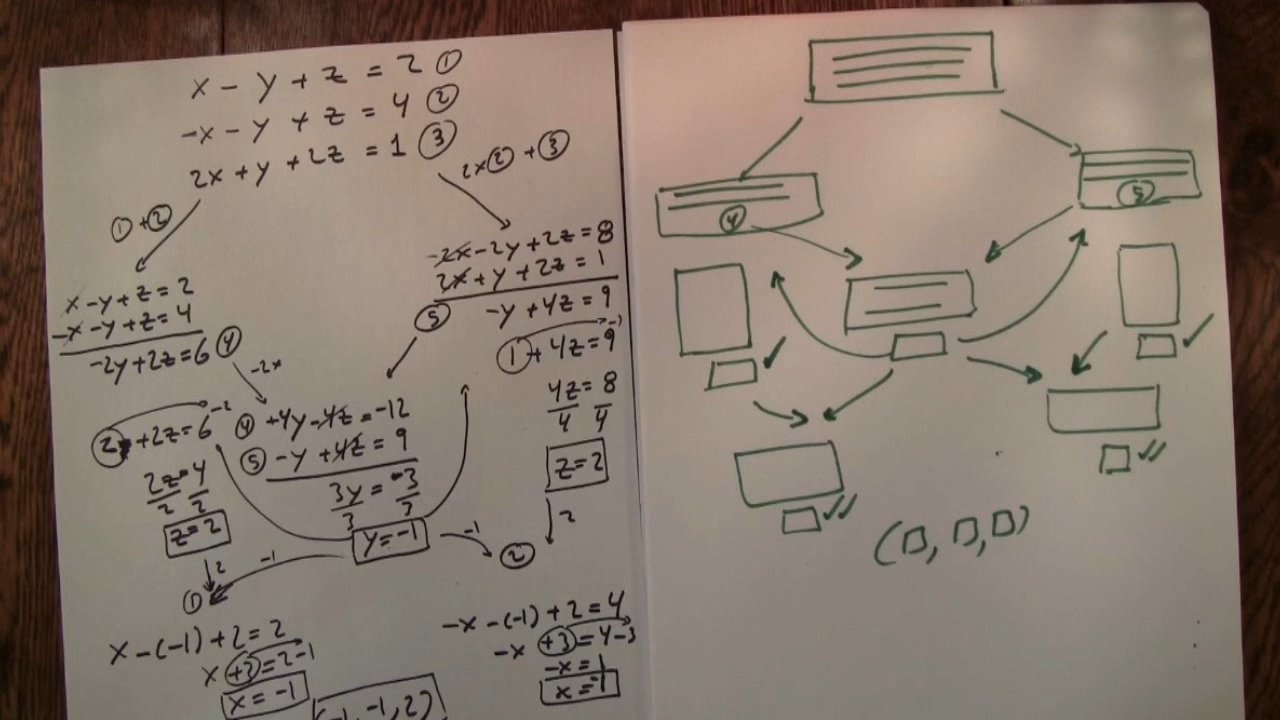 x - y + z = 2 ①
-x - y + z = 4 ②
2x + y + 2z = 1 ③
① + ②
2x② + ③
x - y + z = 2
-x - y + z = 4
-2y + 2z = 6 ④
-2x
-2x - 2y + 2z = 8
2x + y + 2z = 1
⑤ -y + 4z = 9
-1
1 + 4z = 9
4z = 8
4 4
z = 2
2
④ +4y - 4z = -12
⑤ -y + 4z = 9
3y = -3
3 3
y = -1
-2
2 + 2z = 6
2z = 4
2 2
z = 2
2
-1
-1
①
②
x - (-1) + 2 = 2
x + 3 = 2 - 1
x = -1
-x - (-1) + 2 = 4
-x + 3 = 4 - 3
-x = 1
x = -1
-1, 2)
④
⑤